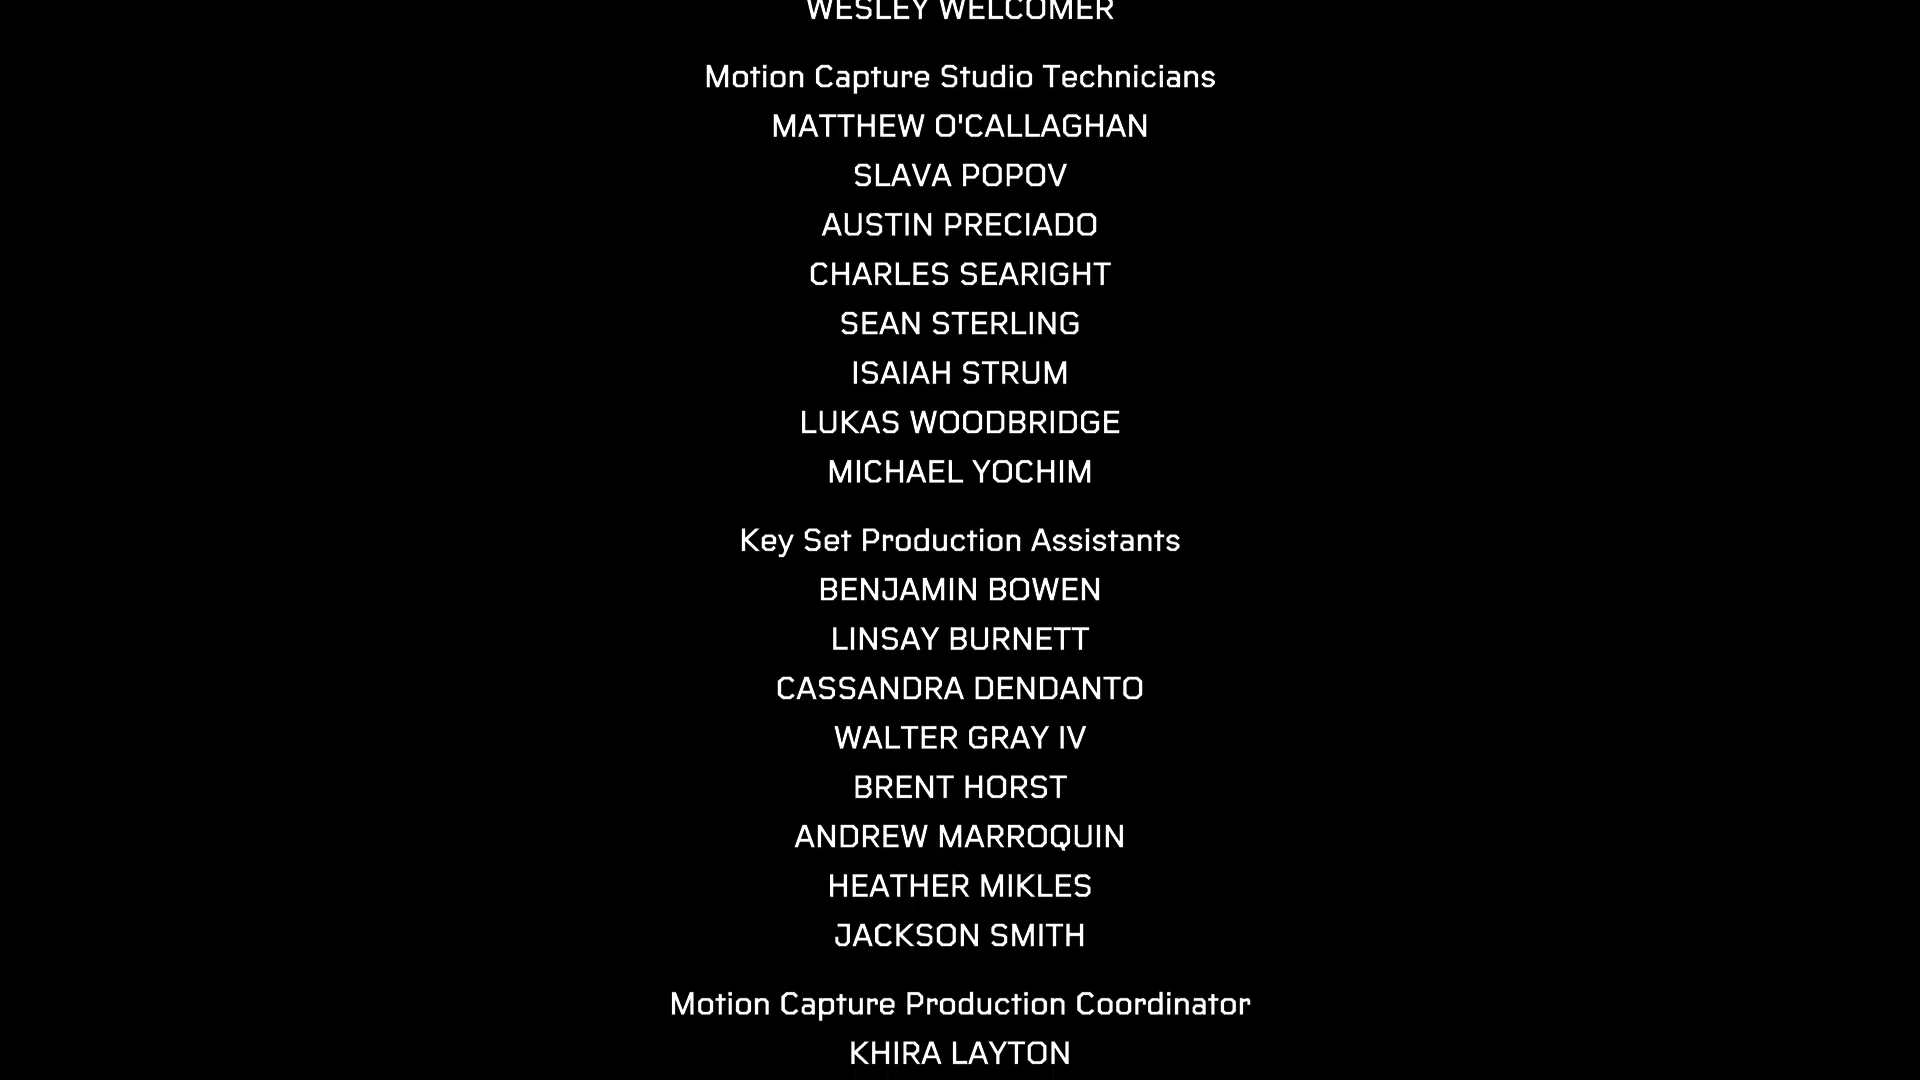 WESLEY WELCOMER
Motion Capture Studio Technicians
MATTHEW O'CALLAGHAN
SLAVA POPOV
AUSTIN PRECIADO
CHARLES SEARIGHT
SEAN STERLING
ISAIAH STRUM
LUKAS WOODBRIDGE
MICHAEL YOCHIM
Key Set Production Assistants
BENJAMIN BOWEN
LINSAY BURNETT
CASSANDRA DENDANTO
WALTER GRAY IV
BRENT HORST
ANDREW MARROQUIN
HEATHER MIKLES
JACKSON SMITH
Motion Capture Production Coordinator
KHIRA LAYTON